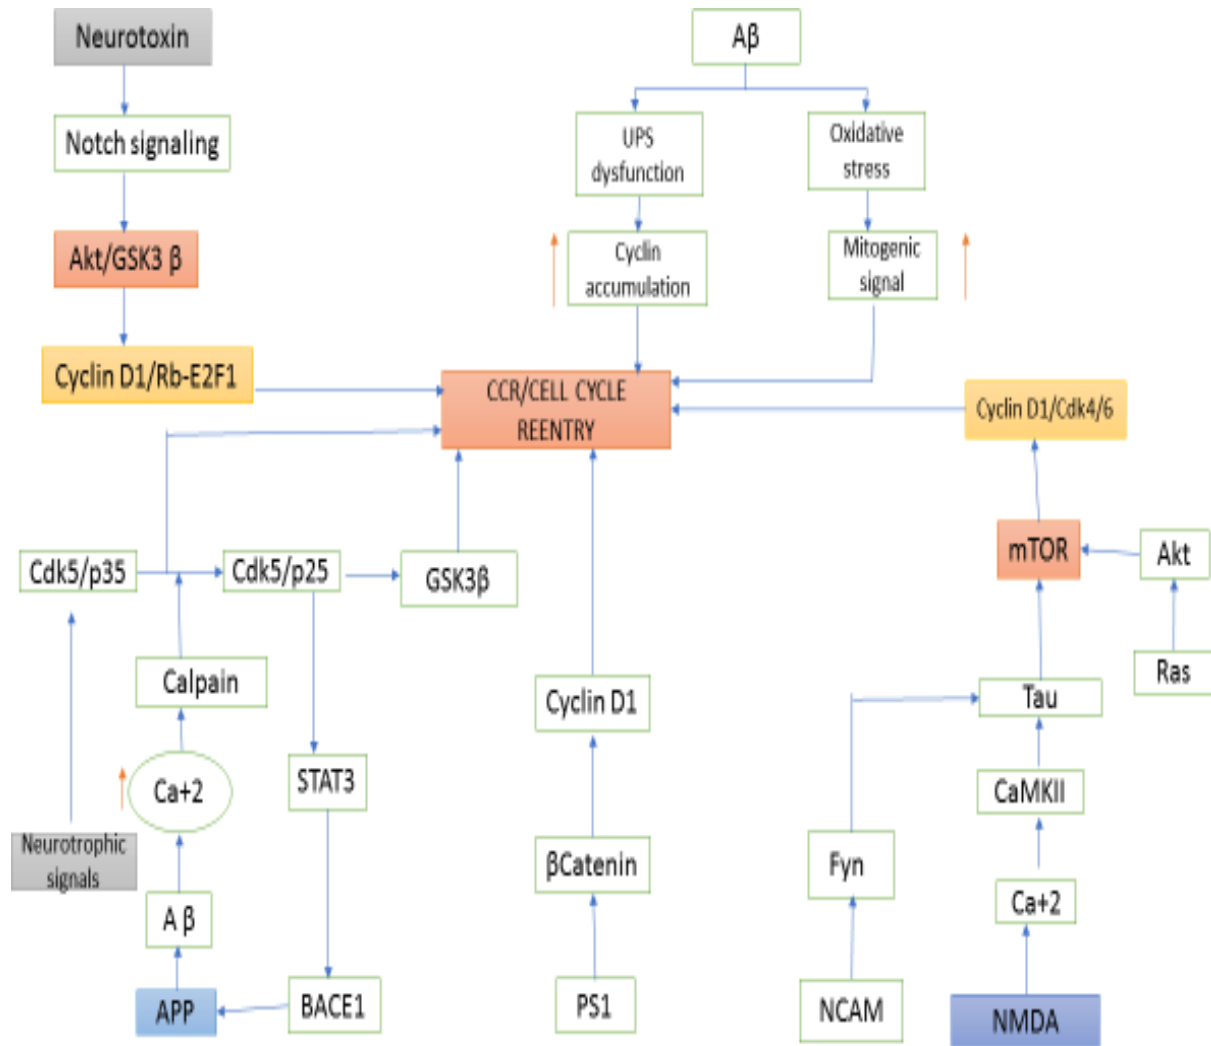 Neurotoxin
Aβ
Notch signaling
UPS
dysfunction
Oxidative
stress
Akt/GSK3 β
Cyclin
accumulation
Mitogenic
signal
Cyclin D1/Rb-E2F1
CCR/CELL CYCLE
REENTRY
Cyclin D1/Cdk4/6
Cdk5/p35
Cdk5/p25
GSK3β
mTOR
Akt
Calpain
Cyclin D1
Tau
Ras
Ca+2
STAT3
CaMKII
Neurotrophic
signals
βCatenin
Fyn
A β
Ca+2
APP
BACE1
PS1
NCAM
NMDA